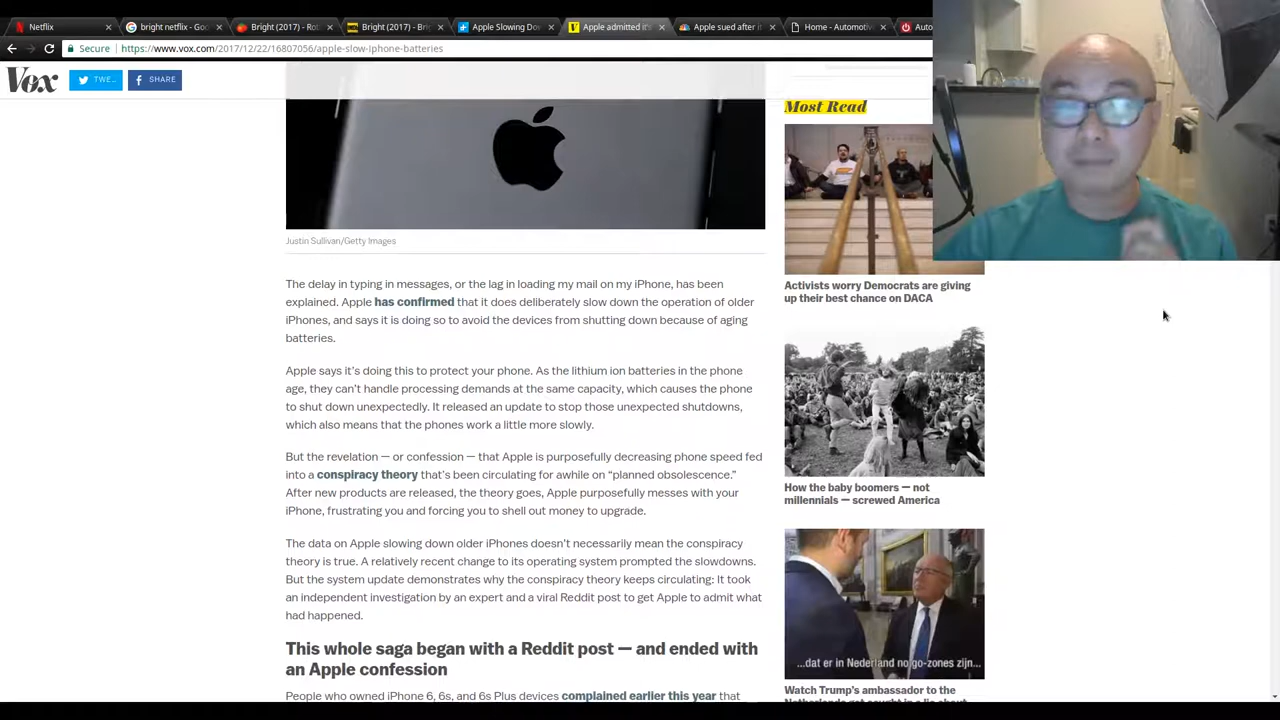 Netflix
bright netflix - Goo
Bright (2017) - Ro
Bright (2017) - Bri
Apple Slowing Do
Apple admitted it's
Apple sued after it
Home - Automotiv
Auto
Secure
https://www.vox.com/2017/12/22/16807056/apple-slow-iphone-batteries
Vox
TWE...
SHARE
Most Read
Justin Sullivan/Getty Images
The delay in typing in messages, or the lag in loading my mail on my iPhone, has been
explained. Apple has confirmed that it does deliberately slow down the operation of older
iPhones, and says it is doing so to avoid the devices from shutting down because of aging
batteries.
Apple says it's doing this to protect your phone. As the lithium ion batteries in the phone
age, they can't handle processing demands at the same capacity, which causes the phone
to shut down unexpectedly. It released an update to stop those unexpected shutdowns,
which also means that the phones work a little more slowly.
But the revelation — or confession — that Apple is purposefully decreasing phone speed fed
into a conspiracy theory that's been circulating for awhile on “planned obsolescence.”
After new products are released, the theory goes, Apple purposefully messes with your
iPhone, frustrating you and forcing you to shell out money to upgrade.
The data on Apple slowing down older iPhones doesn't necessarily mean the conspiracy
theory is true. A relatively recent change to its operating system prompted the slowdowns.
But the system update demonstrates why the conspiracy theory keeps circulating: It took
an independent investigation by an expert and a viral Reddit post to get Apple to admit what
had happened.
This whole saga began with a Reddit post — and ended with
an Apple confession
People who owned iPhone 6, 6s, and 6s Plus devices complained earlier this year that
Activists worry Democrats are giving
up their best chance on DACA
How the baby boomers — not
millennials — screwed America
...dat er in Nederland no-go-zones zijn...
Watch Trump's ambassador to the